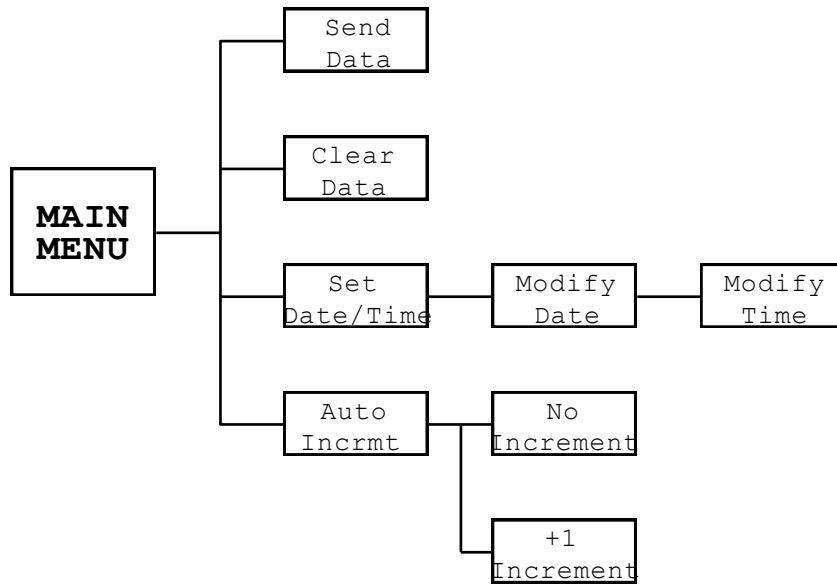 Send
Data
Clear
Data
MAIN
MENU
Set
Date/Time
Modify
Date
Modify
Time
Auto
Incrmt
No
Increment
+1
Increment